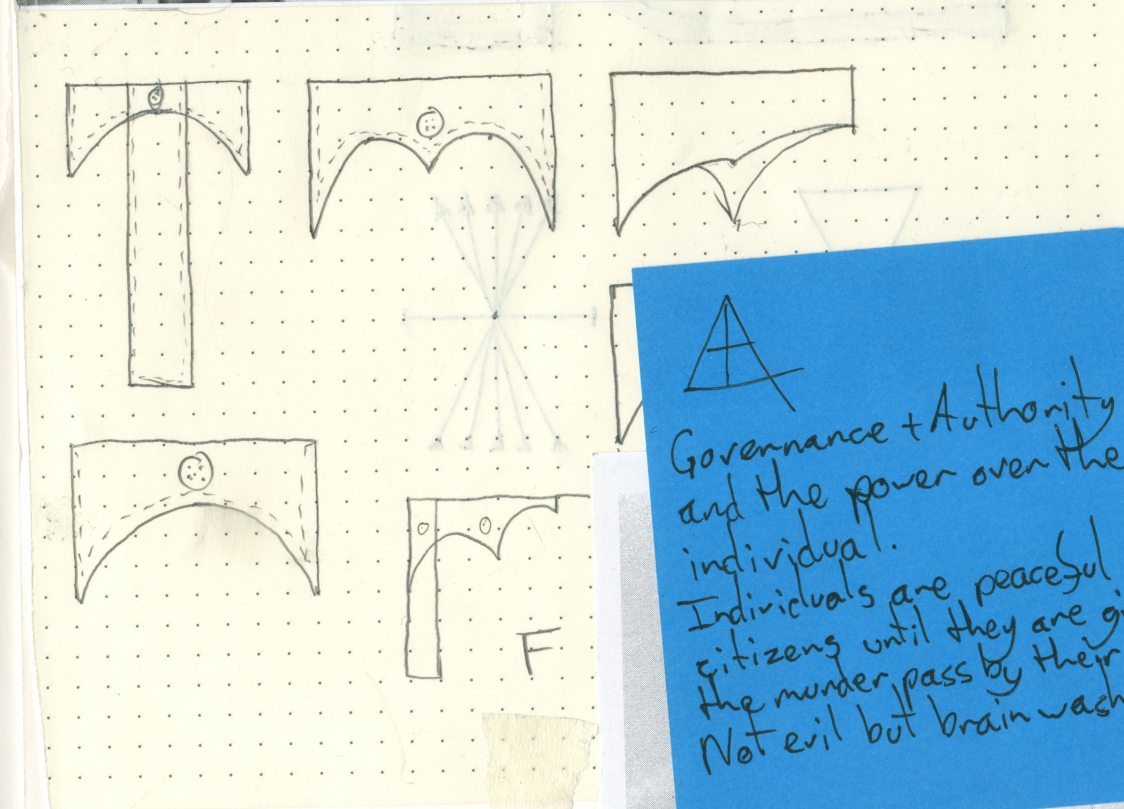 F
Governance + Authority
and the power over the
individual.
Individuals are peaceful
citizens until they are
the murder pass by their
Not evil but